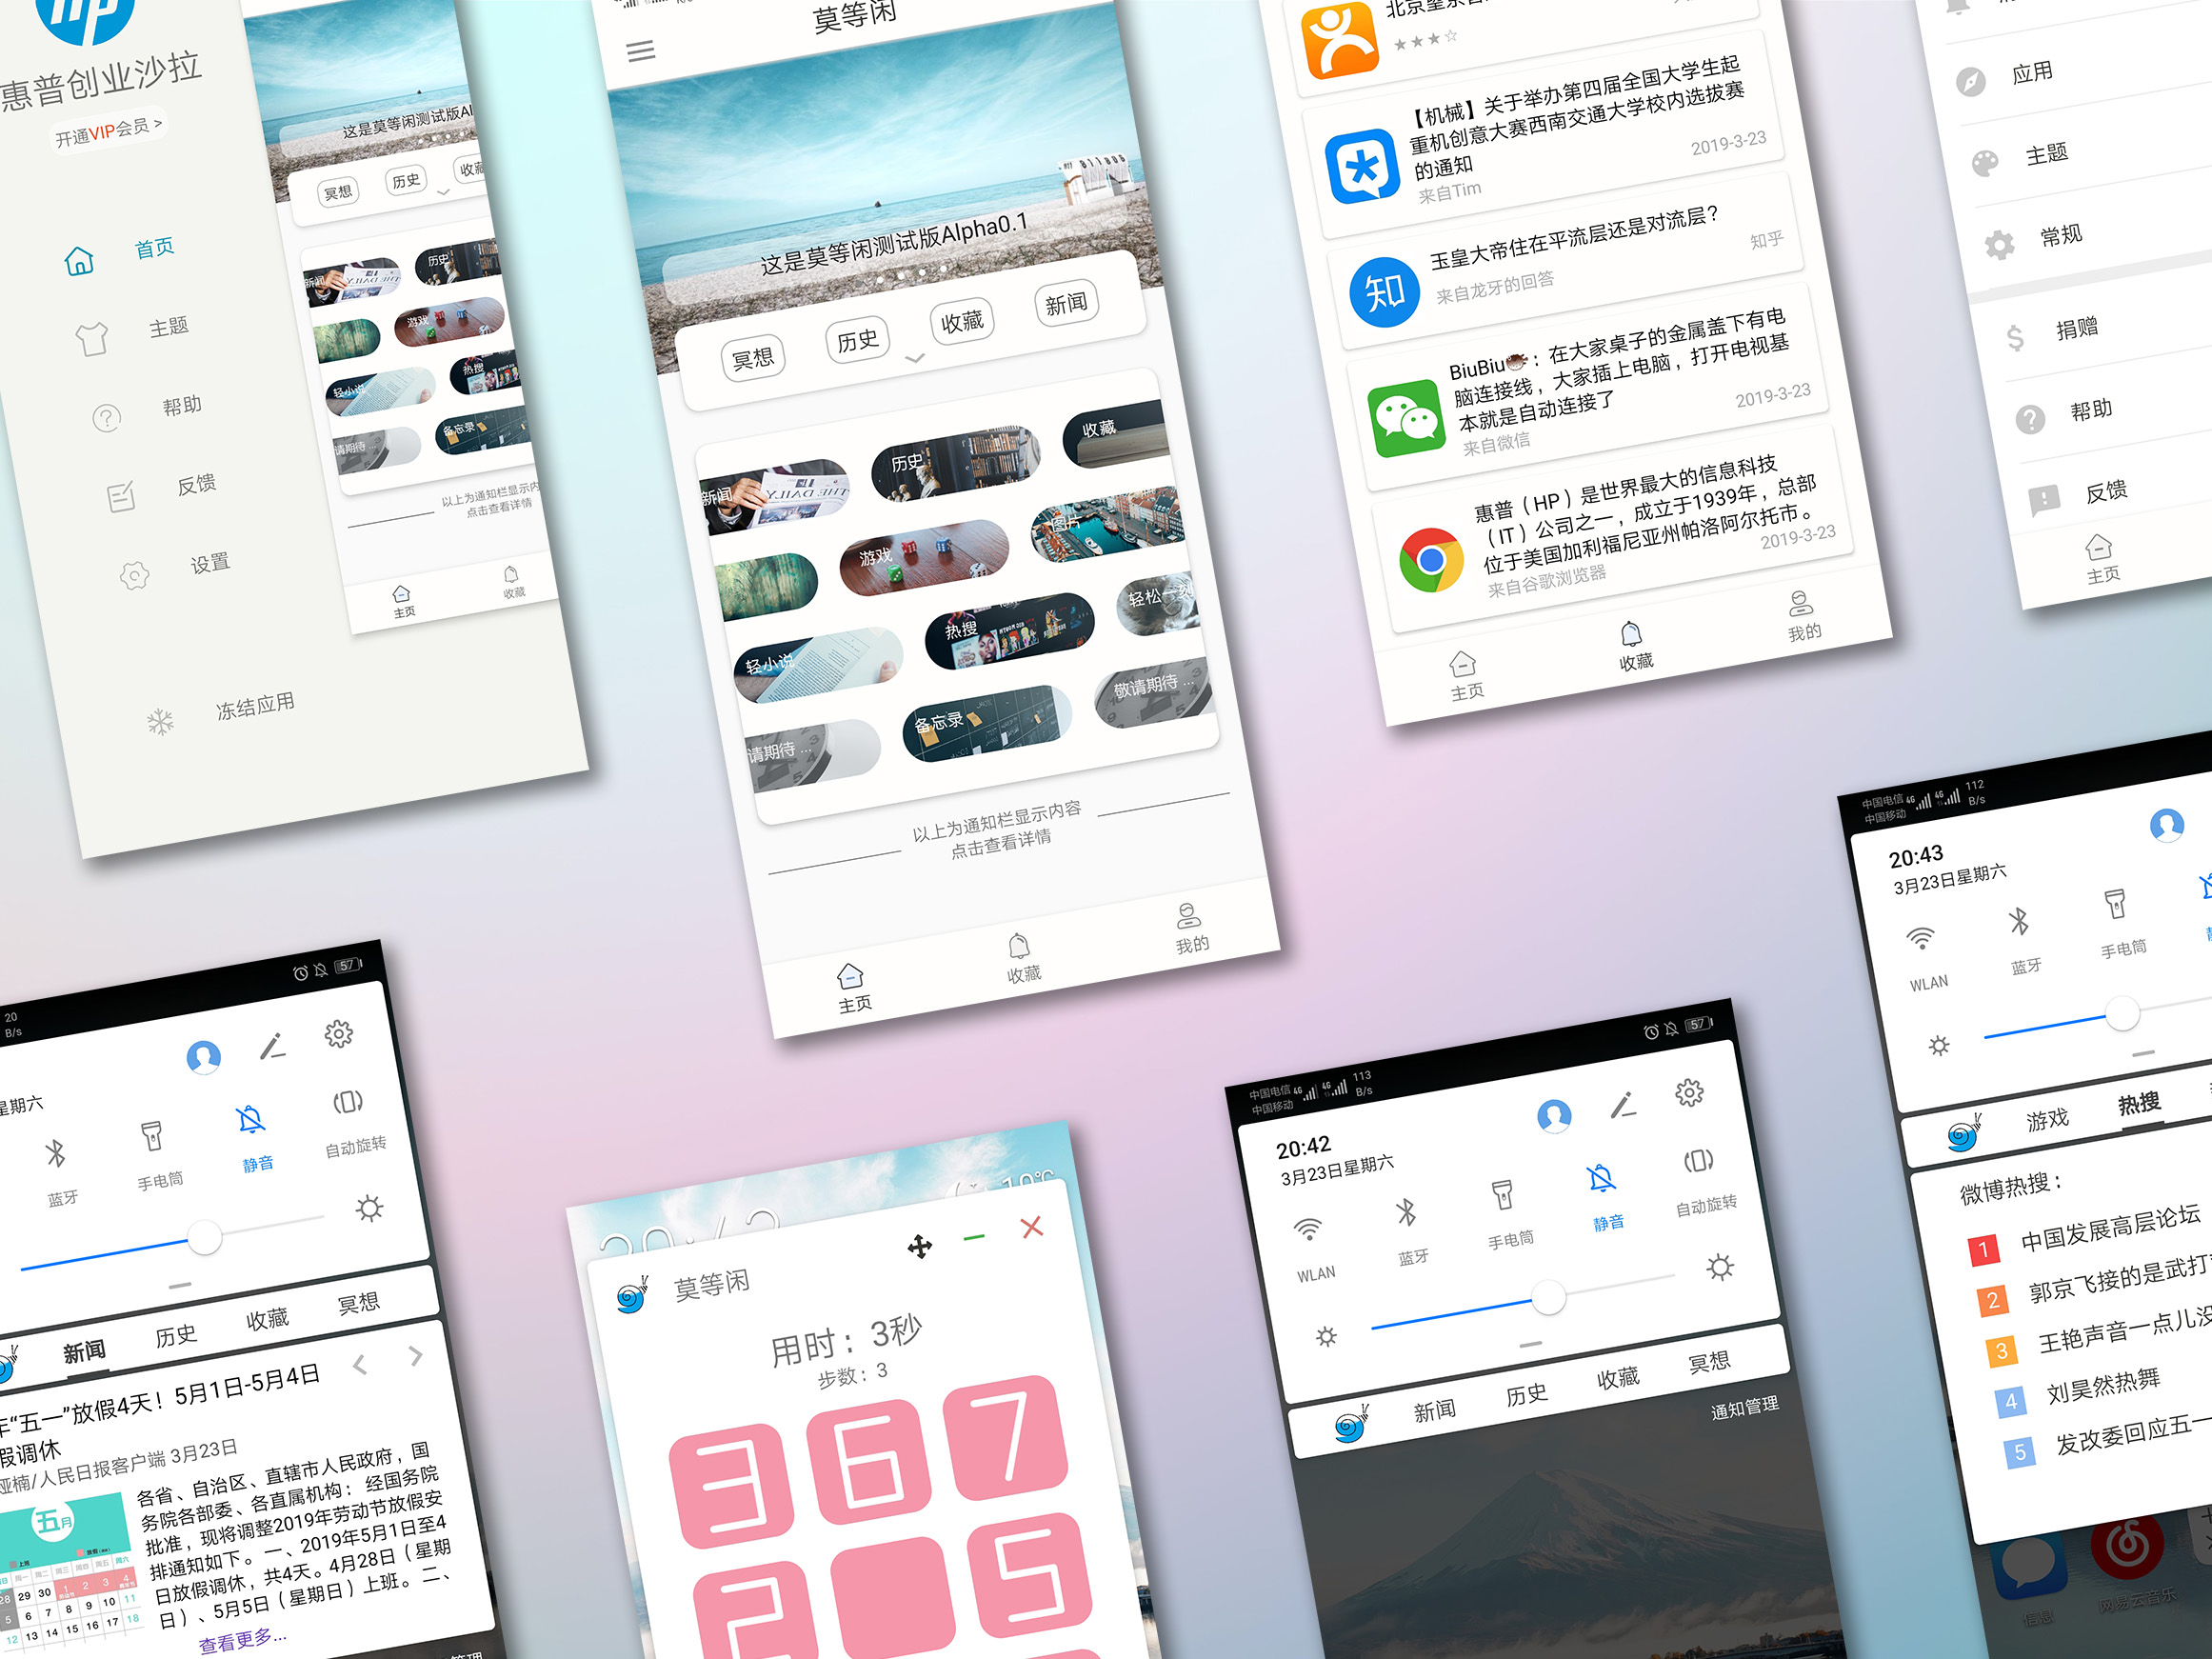 惠普创业沙拉
开通VIP会员 >
首页
主题
帮助
反馈
设置
冻结应用
这是莫等闲测试版Al
冥想
历史
收藏
新闻
历史
游戏
轻小说
热搜
请期待 ...
备忘录
以上为通知栏显示内
点击查看详情
主页
收藏
莫等闲
这是莫等闲测试版Alpha0.1
冥想
历史
收藏
新闻
新闻
历史
收藏
游戏
图片
轻小说
热搜
轻松一刻
请期待 ...
备忘录
敬请期待 ...
以上为通知栏显示内容
点击查看详情
主页
收藏
我的
【机械】关于举办第四届全国大学生起
重机创意大赛西南交通大学校内选拔赛
的通知
来自Tim
2019-3-23
知
玉皇大帝住在平流层还是对流层？
来自龙牙的回答
知乎
BiuBiu：在大家桌子的金属盖下有电
脑连接线，大家插上电脑，打开电视基
本就是自动连接了
来自微信
2019-3-23
惠普（HP）是世界最大的信息科技
（IT）公司之一，成立于1939年，总部
位于美国加利福尼亚州帕洛阿尔托市。
来自谷歌浏览器
2019-3-23
主页
收藏
我的
应用
主题
常规
捐赠
帮助
反馈
主页
20
B/s
57
星期六
蓝牙
手电筒
静音
自动旋转
新闻
历史
收藏
冥想
“五一”放假4天！5月1日-5月4日
假调休
/人民日报客户端 3月23日
五月
各省、自治区、直辖市人民政府，国
务院各部委、各直属机构： 经国务院
批准，现将调整2019年劳动节放假安
排通知如下。一、2019年5月1日至4
日放假调休，共4天。4月28日（星期
日）、5月5日（星期日）上班。二、
29 30 1 2 3 4
5 6 7 8 9 10 11
12 13 14 15 16 17 18
查看更多...
莫等闲
用时：3秒
步数：3
3 6 7
2 5
中国电信
中国移动
4G 4G
113
B/s
57
20:42
3月23日星期六
WLAN
蓝牙
手电筒
静音
自动旋转
新闻
历史
收藏
冥想
通知管理
中国电信
中国移动
4G 4G
112
B/s
20:43
3月23日星期六
WLAN
蓝牙
手电筒
游戏
热搜
微博热搜：
1 中国发展高层论坛
2 郭京飞接的是武打
3 王艳声音一点儿没
4 刘昊然热舞
5 发改委回应五一
信息
网易云音乐